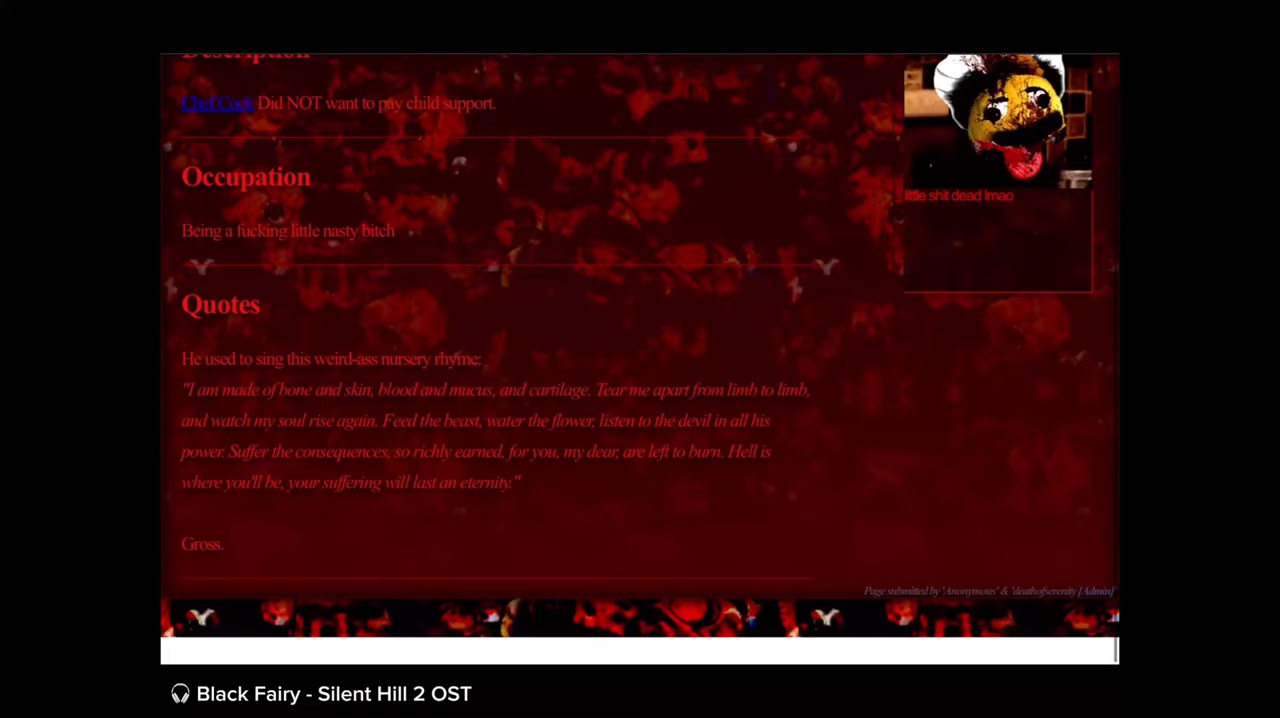 Description
Chef Cock Did NOT want to pay child support.
little shit dead lmao
Occupation
Being a fucking little nasty bitch
Quotes
He used to sing this weird-ass nursery rhyme:
"I am made of bone and skin, blood and mucus, and cartilage. Tear me apart from limb to limb,
and watch my soul rise again. Feed the beast, water the flower, listen to the devil in all his
power. Suffer the consequences, so richly earned, for you, my dear, are left to burn. Hell is
where you'll be, your suffering will last an eternity."
Gross.
Page submitted by 'Anonymous' & 'deathofserenity [Admin]
Black Fairy - Silent Hill 2 OST